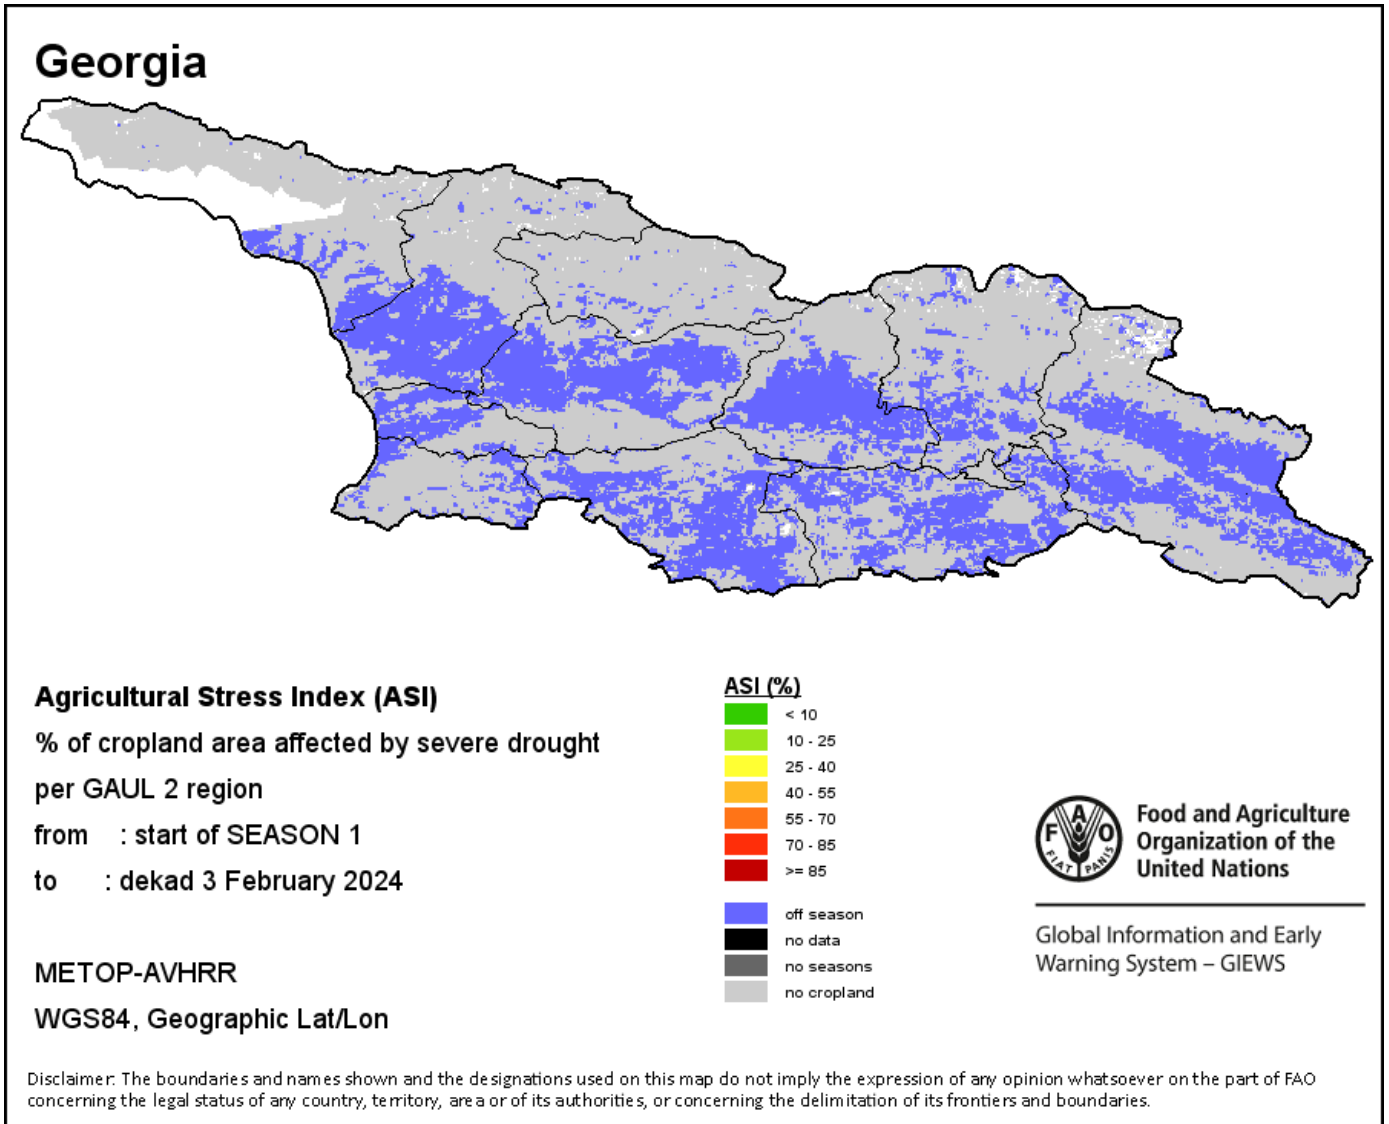 Georgia
Agricultural Stress Index (ASI)
% of cropland area affected by severe drought
per GAUL 2 region
from : start of SEASON 1
to : dekad 3 February 2024
METOP-AVHRR
WGS84, Geographic Lat/Lon
ASI (%)
< 10
10 - 25
25 - 40
40 - 55
55 - 70
70 - 85
>= 85
off season
no data
no seasons
no cropland
F A O
FIAT PANIS
Food and Agriculture
Organization of the
United Nations
Global Information and Early
Warning System – GIEWS
Disclaimer: The boundaries and names shown and the designations used on this map do not imply the expression of any opinion whatsoever on the part of FAO
concerning the legal status of any country, territory, area or of its authorities, or concerning the delimitation of its frontiers and boundaries.